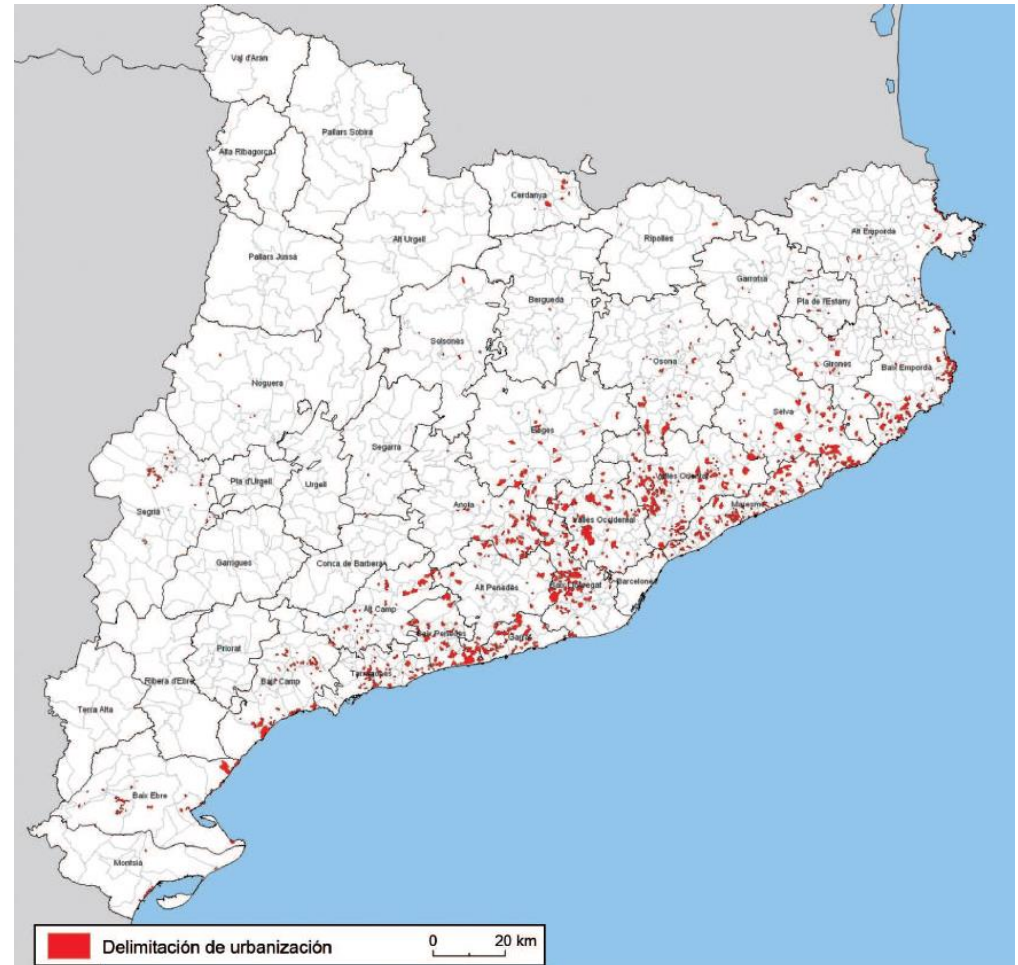 Val d'Aran
Pallars Sobirà
Alta Ribagorça
Cerdanya
Alt Urgell
Ripollès
Alt Empordà
Pallars Jussà
Garrotxa
Berguedà
Pla de l'Estany
Solsonès
Osona
Gironès
Baix Empordà
Noguera
Selva
Bages
Segarra
Pla d'Urgell
Urgell
Vallès Oriental
Anoia
Maresme
Segrià
Vallès Occidental
Garrigues
Conca de Barberà
Alt Penedès
Baix Llobregat
Barcelonès
Alt Camp
Baix Penedès
Garraf
Priorat
Tarragonès
Ribera d'Ebre
Baix Camp
Terra Alta
Baix Ebre
Montsià
Delimitación de urbanización
0 20 km